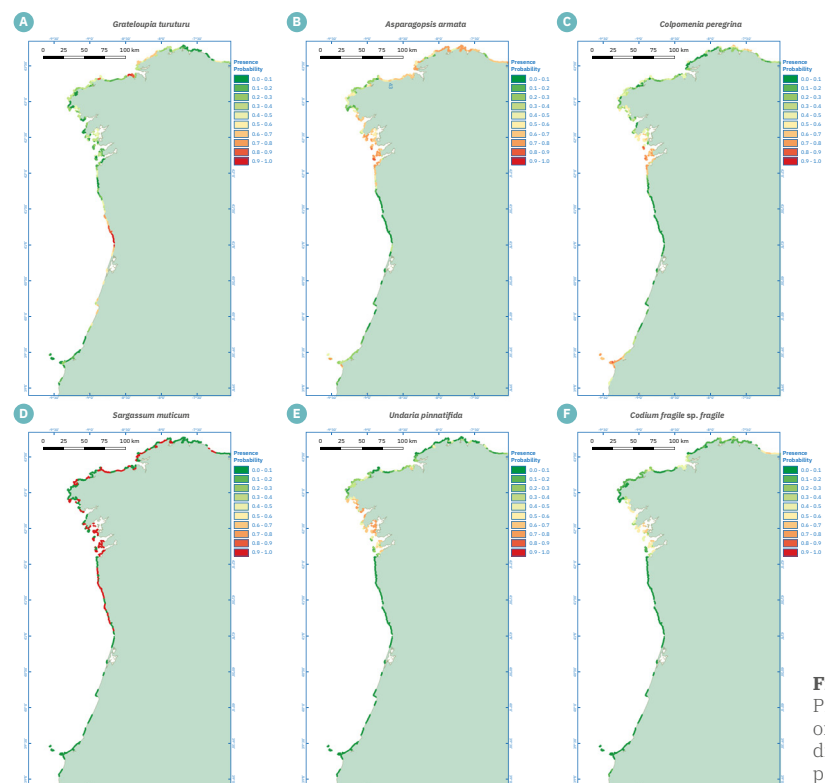 A
Grateloupia turuturu
0 25 50 75 100 km
Presence
Probability
0.0 - 0.1
0.1 - 0.2
0.2 - 0.3
0.3 - 0.4
0.4 - 0.5
0.5 - 0.6
0.6 - 0.7
0.7 - 0.8
0.8 - 0.9
0.9 - 1.0
B
Asparagopsis armata
0 25 50 75 100 km
Presence
Probability
0.0 - 0.1
0.1 - 0.2
0.2 - 0.3
0.3 - 0.4
0.4 - 0.5
0.5 - 0.6
0.6 - 0.7
0.7 - 0.8
0.8 - 0.9
0.9 - 1.0
C
Colpomenia peregrina
0 25 50 75 100 km
Presence
Probability
0.0 - 0.1
0.1 - 0.2
0.2 - 0.3
0.3 - 0.4
0.4 - 0.5
0.5 - 0.6
0.6 - 0.7
0.7 - 0.8
0.8 - 0.9
0.9 - 1.0
D
Sargassum muticum
0 25 50 75 100 km
Presence
Probability
0.0 - 0.1
0.1 - 0.2
0.2 - 0.3
0.3 - 0.4
0.4 - 0.5
0.5 - 0.6
0.6 - 0.7
0.7 - 0.8
0.8 - 0.9
0.9 - 1.0
E
Undaria pinnatifida
0 25 50 75 100 km
Presence
Probability
0.0 - 0.1
0.1 - 0.2
0.2 - 0.3
0.3 - 0.4
0.4 - 0.5
0.5 - 0.6
0.6 - 0.7
0.7 - 0.8
0.8 - 0.9
0.9 - 1.0
F
Codium fragile sp. fragile
0 25 50 75 100 km
Presence
Probability
0.0 - 0.1
0.1 - 0.2
0.2 - 0.3
0.3 - 0.4
0.4 - 0.5
0.5 - 0.6
0.6 - 0.7
0.7 - 0.8
0.8 - 0.9
0.9 - 1.0
F
P
o
d
p